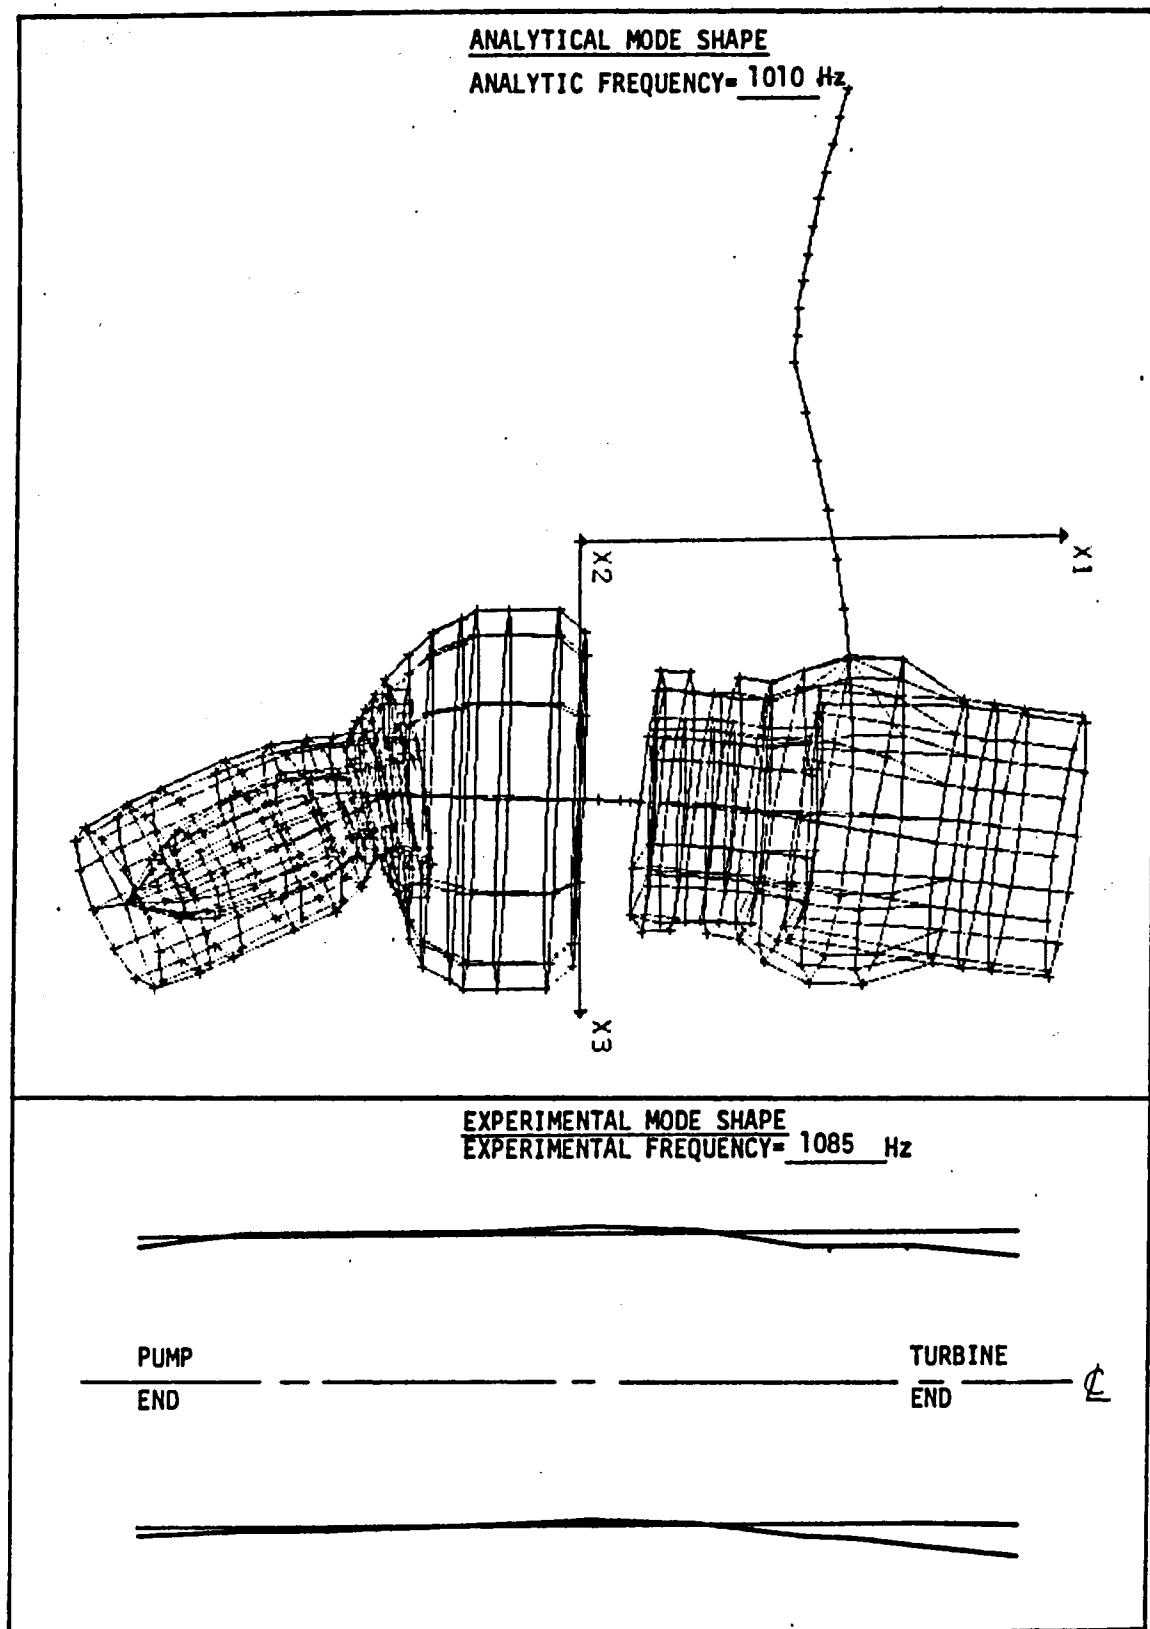 ANALYTICAL MODE SHAPE
ANALYTIC FREQUENCY= 1010 Hz
X1
X2
X3
EXPERIMENTAL MODE SHAPE
EXPERIMENTAL FREQUENCY= 1085 Hz
PUMP
END
TURBINE
END
℄